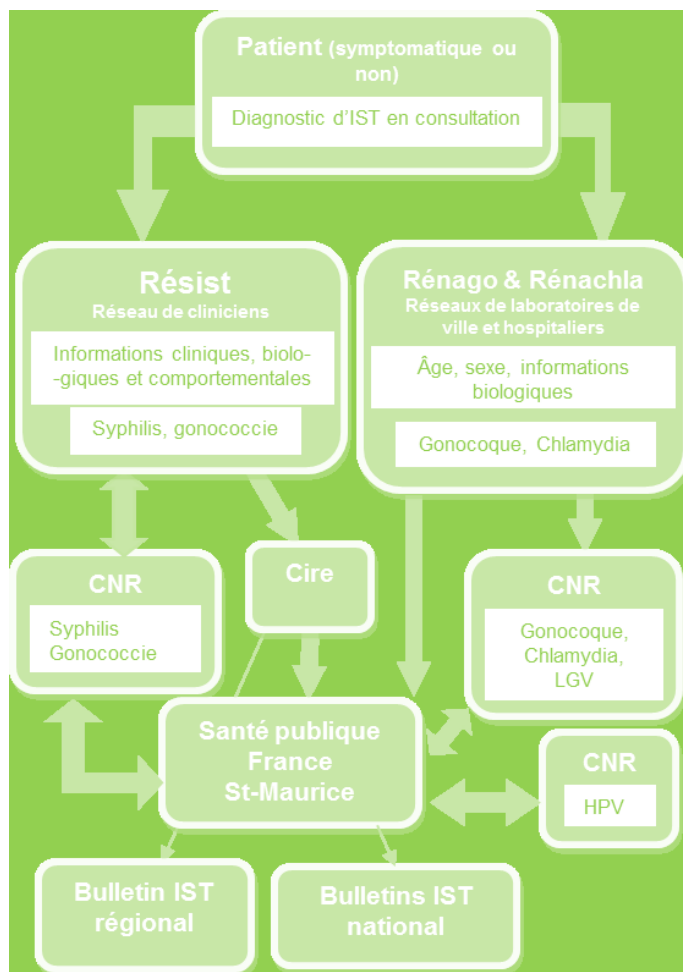 Patient (symptomatique ou
non)
Diagnostic d'IST en consultation
Résist
Réseau de cliniciens
Informations cliniques, biolo-
-giques et comportementales
Syphilis, gonococcie
Rénago & Rénachla
Réseaux de laboratoires de
ville et hospitaliers
Âge, sexe, informations
biologiques
Gonocoque, Chlamydia
CNR
Syphilis
Gonococcie
Cire
CNR
Gonocoque,
Chlamydia,
LGV
Santé publique
France
St-Maurice
CNR
HPV
Bulletin IST
régional
Bulletins IST
national